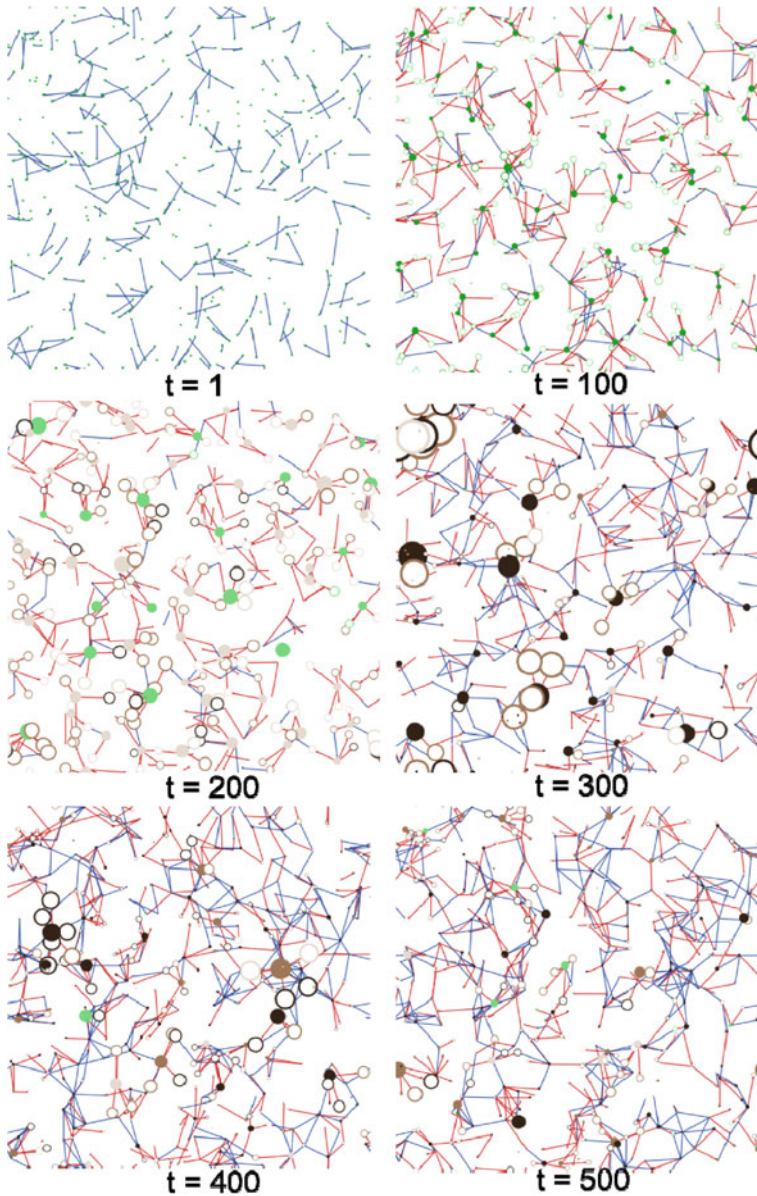 t = 1
t = 100
t = 200
t = 300
t = 400
t = 500